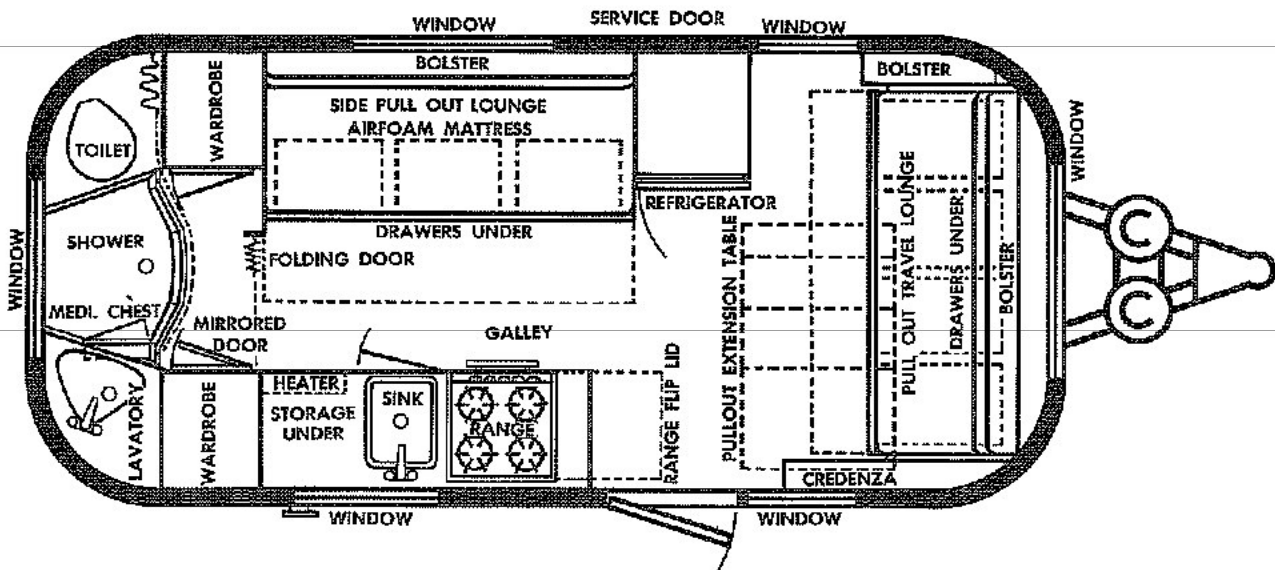 WINDOW
SERVICE DOOR
WINDOW
BOLSTER
BOLSTER
WARDROBE
SIDE PULL OUT LOUNGE
AIRFOAM MATTRESS
TOILET
WINDOW
REFRIGERATOR
DRAWERS UNDER
SHOWER
FOLDING DOOR
WINDOW
MEDI. CHEST
MIRRORED
DOOR
GALLEY
PULLOUT EXTENSION TABLE
PULL OUT TRAVEL LOUNGE
DRAWERS UNDER
BOLSTER
RANGE FLIP LID
HEATER
STORAGE
UNDER
SINK
RANGE
LAVATORY
WARDROBE
CREDENZA
WINDOW
WINDOW